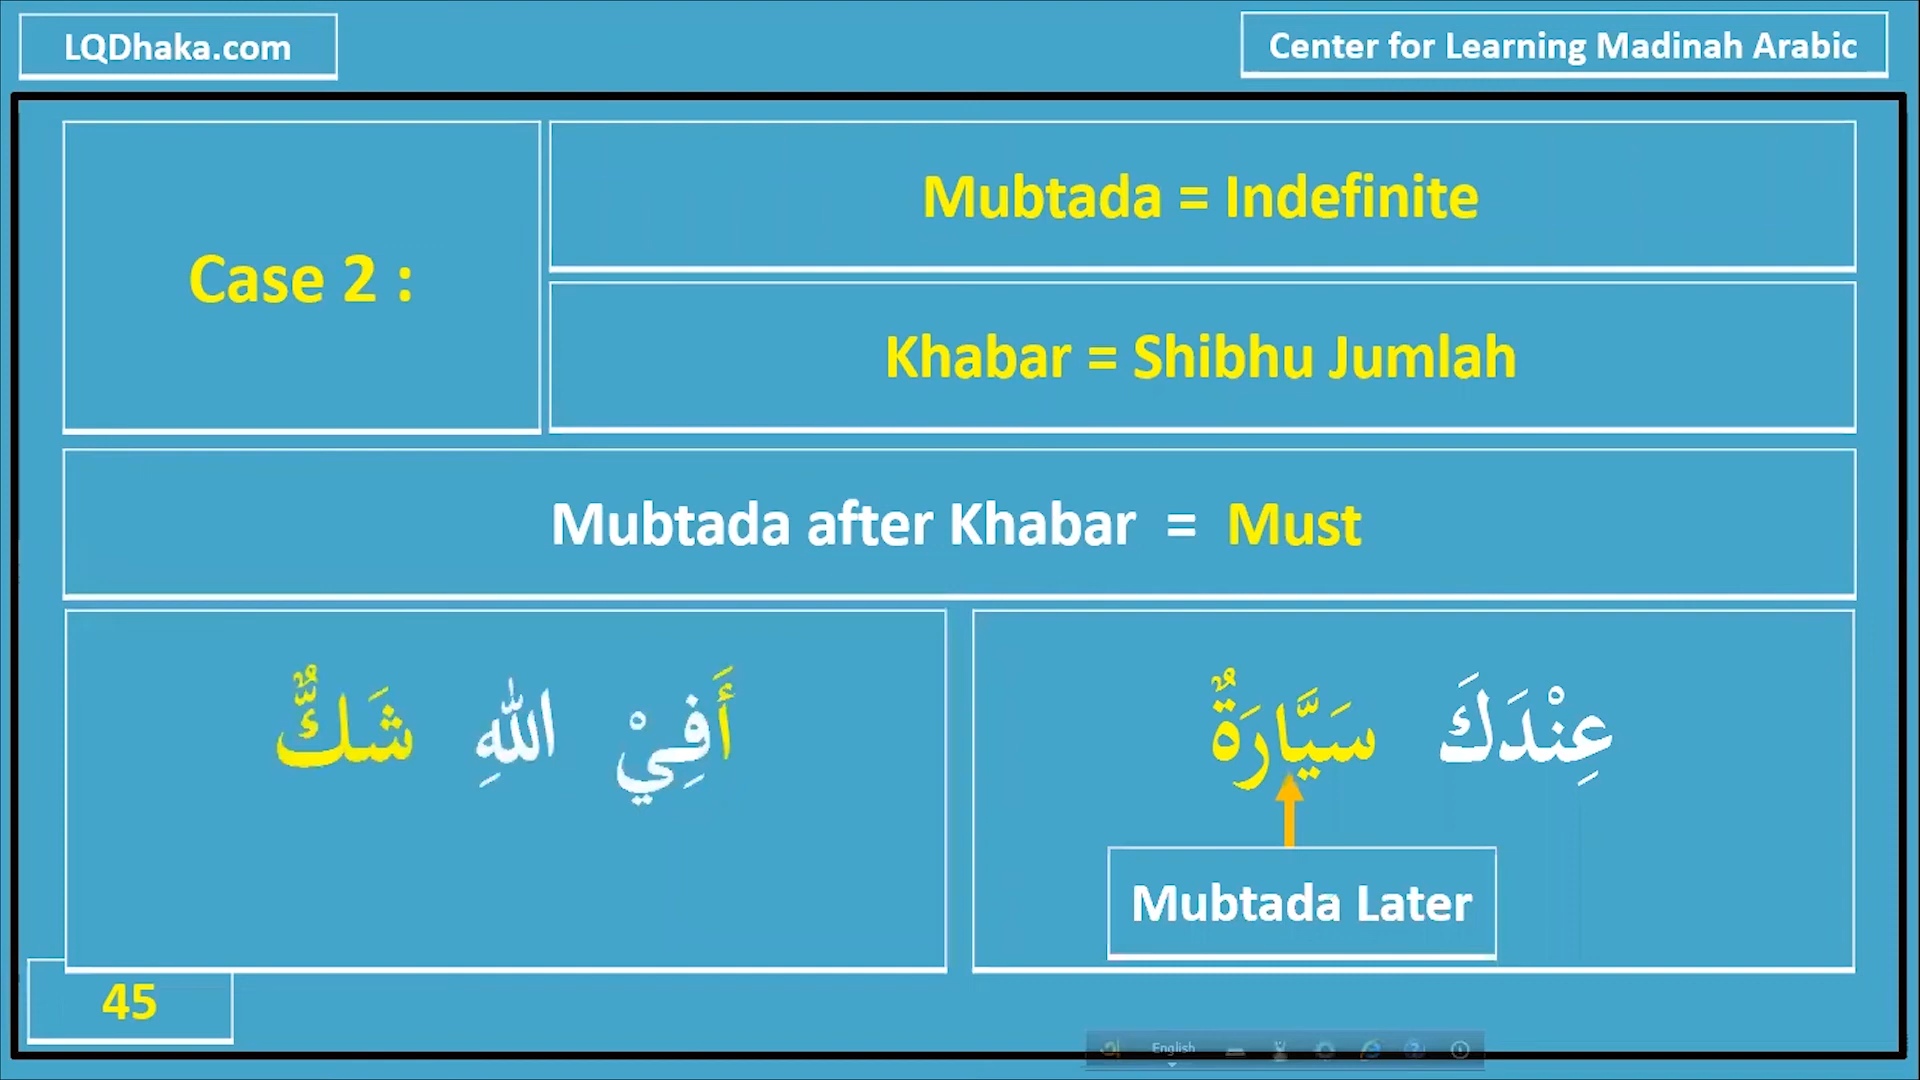 LQDhaka.com
Center for Learning Madinah Arabic
Case 2 :
Mubtada = Indefinite
Khabar = Shibhu Jumlah
Mubtada after Khabar = Must
أَفِيْ اللهِ شَكٌّ
عِنْدَكَ سَيَّارَةٌ
Mubtada Later
45
English